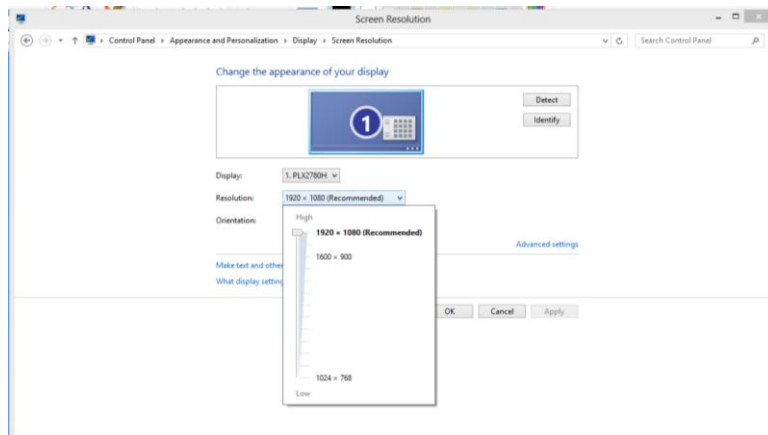 Screen Resolution
Control Panel › Appearance and Personalization › Display › Screen Resolution
Search Control Panel
Change the appearance of your display
1
Detect
Identify
Display:
1. PLX2780H
Resolution:
1920 × 1080 (Recommended)
Orientation:
High
1920 × 1080 (Recommended)
1600 × 900
1024 × 768
Low
Advanced settings
Make text and other
What display setting
OK
Cancel
Apply